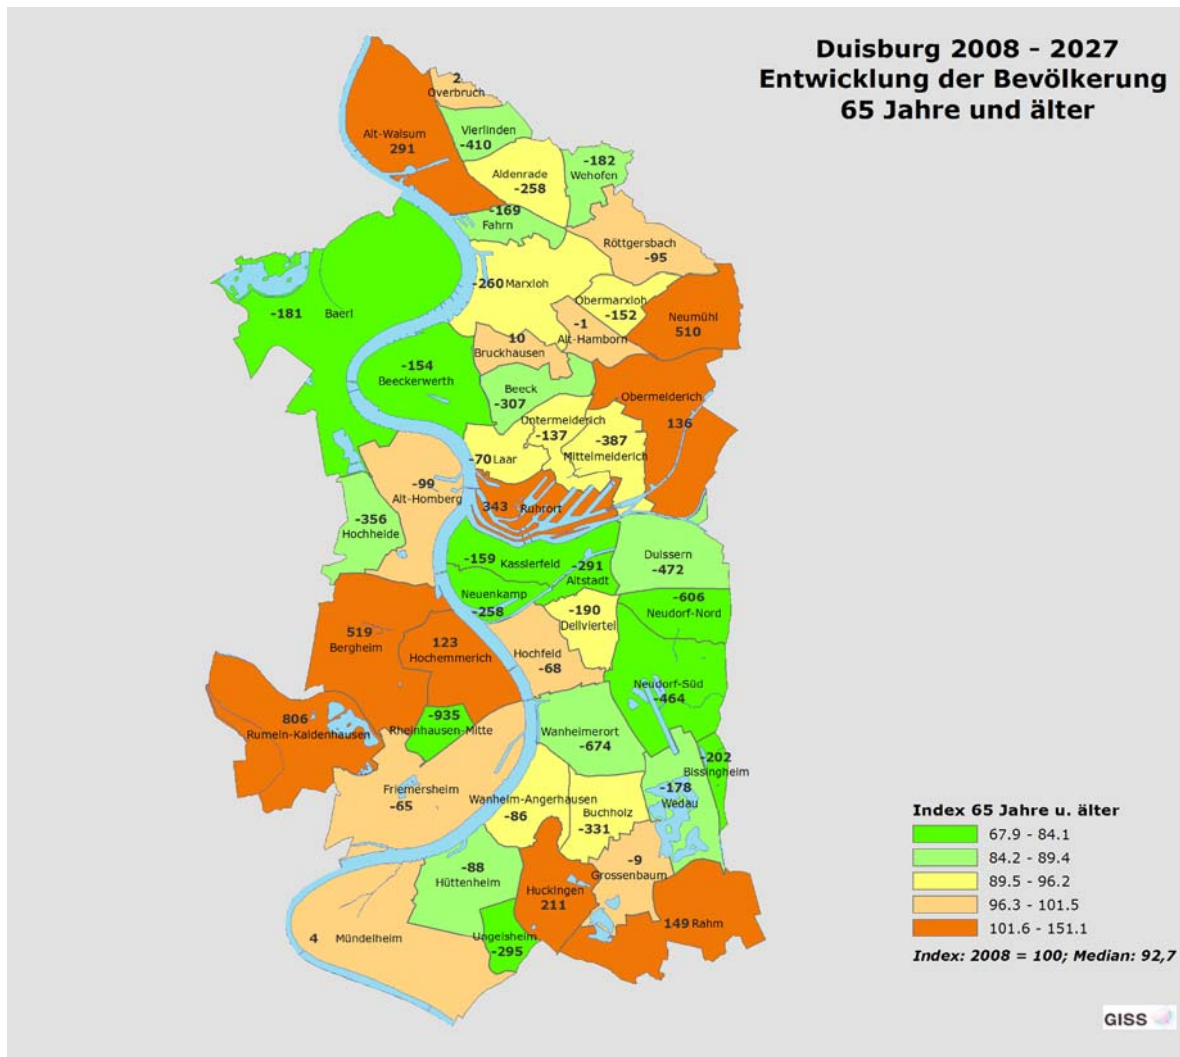 Duisburg 2008 - 2027
Entwicklung der Bevölkerung
65 Jahre und älter
2
Overbruch
Alt-Walsum
291
Vierlinden
-410
Aldenrade
-258
-182
Wehofen
-169
Fahrn
Röttgersbach
-95
-260 Marxloh
Obermarxloh
-152
Neumühl
510
-1
Alt-Hamborn
10
Bruckhausen
-181
Baerl
-154
Beeckerwerth
Beeck
-307
Obermeiderich
136
Untermeiderich
-137
-387
Mittelmeiderich
-70 Laar
-99
Alt-Homberg
343
Ruhrort
-356
Hochheide
-159 Kasslerfeld
-291
Altstadt
Duissern
-472
Neuenkamp
-258
-190
Dellviertel
-606
Neudorf-Nord
519
Bergheim
123
Hochemmerich
Hochfeld
-68
Neudorf-Süd
-464
806
Rumeln-Kaldenhausen
-935
Rheinhausen-Mitte
Wanheimerort
-674
-202
Bissingheim
Friemersheim
-65
Wanheim-Angerhausen
-86
Buchholz
-331
-178
Wedau
-88
Hüttenheim
Huckingen
211
-9
Grossenbaum
149 Rahm
4 Mündelheim
Ungelsheim
-295
Index 65 Jahre u. älter
67.9 - 84.1
84.2 - 89.4
89.5 - 96.2
96.3 - 101.5
101.6 - 151.1
Index: 2008 = 100; Median: 92,7
GISS